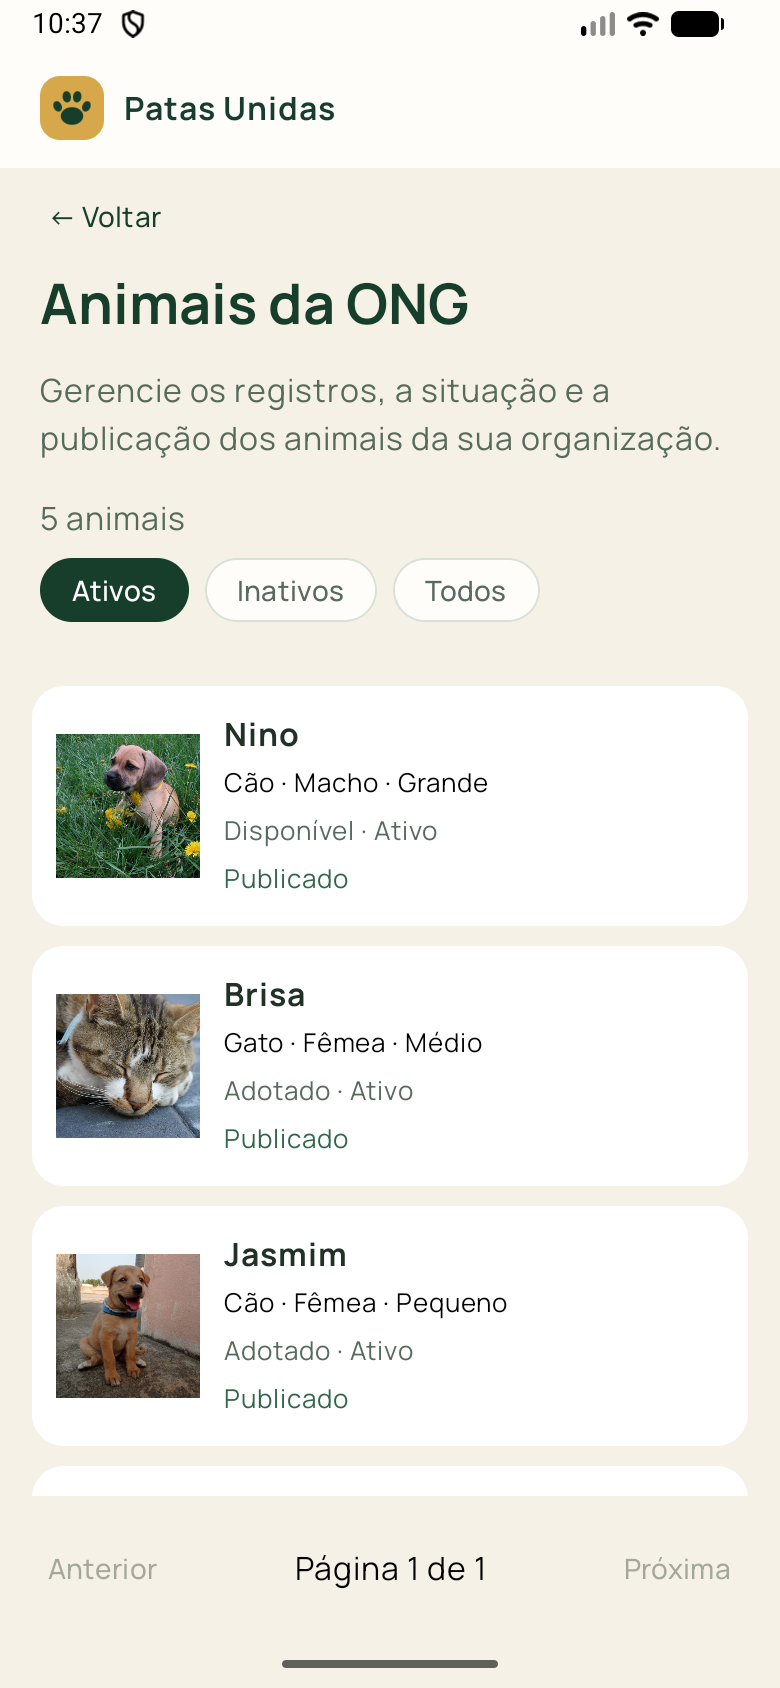 10:37
Patas Unidas
← Voltar
Animais da ONG
Gerencie os registros, a situação e a
publicação dos animais da sua organização.
5 animais
Ativos
Inativos
Todos
Nino
Cão · Macho · Grande
Disponível · Ativo
Publicado
Brisa
Gato · Fêmea · Médio
Adotado · Ativo
Publicado
Jasmim
Cão · Fêmea · Pequeno
Adotado · Ativo
Publicado
Anterior
Página 1 de 1
Próxima